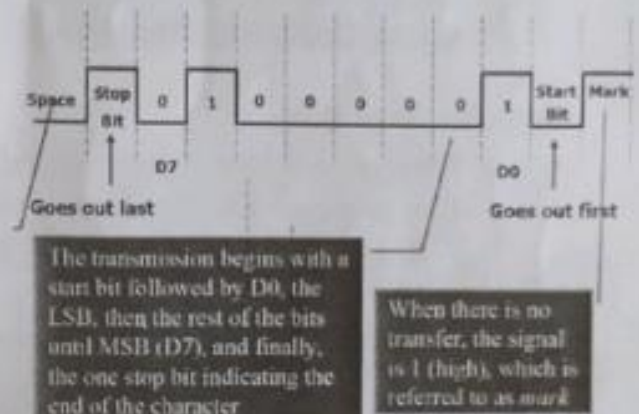 Space Stop Bit 0 1 0 0 0 0 0 1 Start Bit Mark
D7 D0
Goes out last Goes out first
The transmission begins with a
start bit followed by D0, the
LSB, then the rest of the bits
until MSB (D7), and finally,
the one stop bit indicating the
end of the character
When there is no
transfer, the signal
is 1 (high), which is
referred to as mark